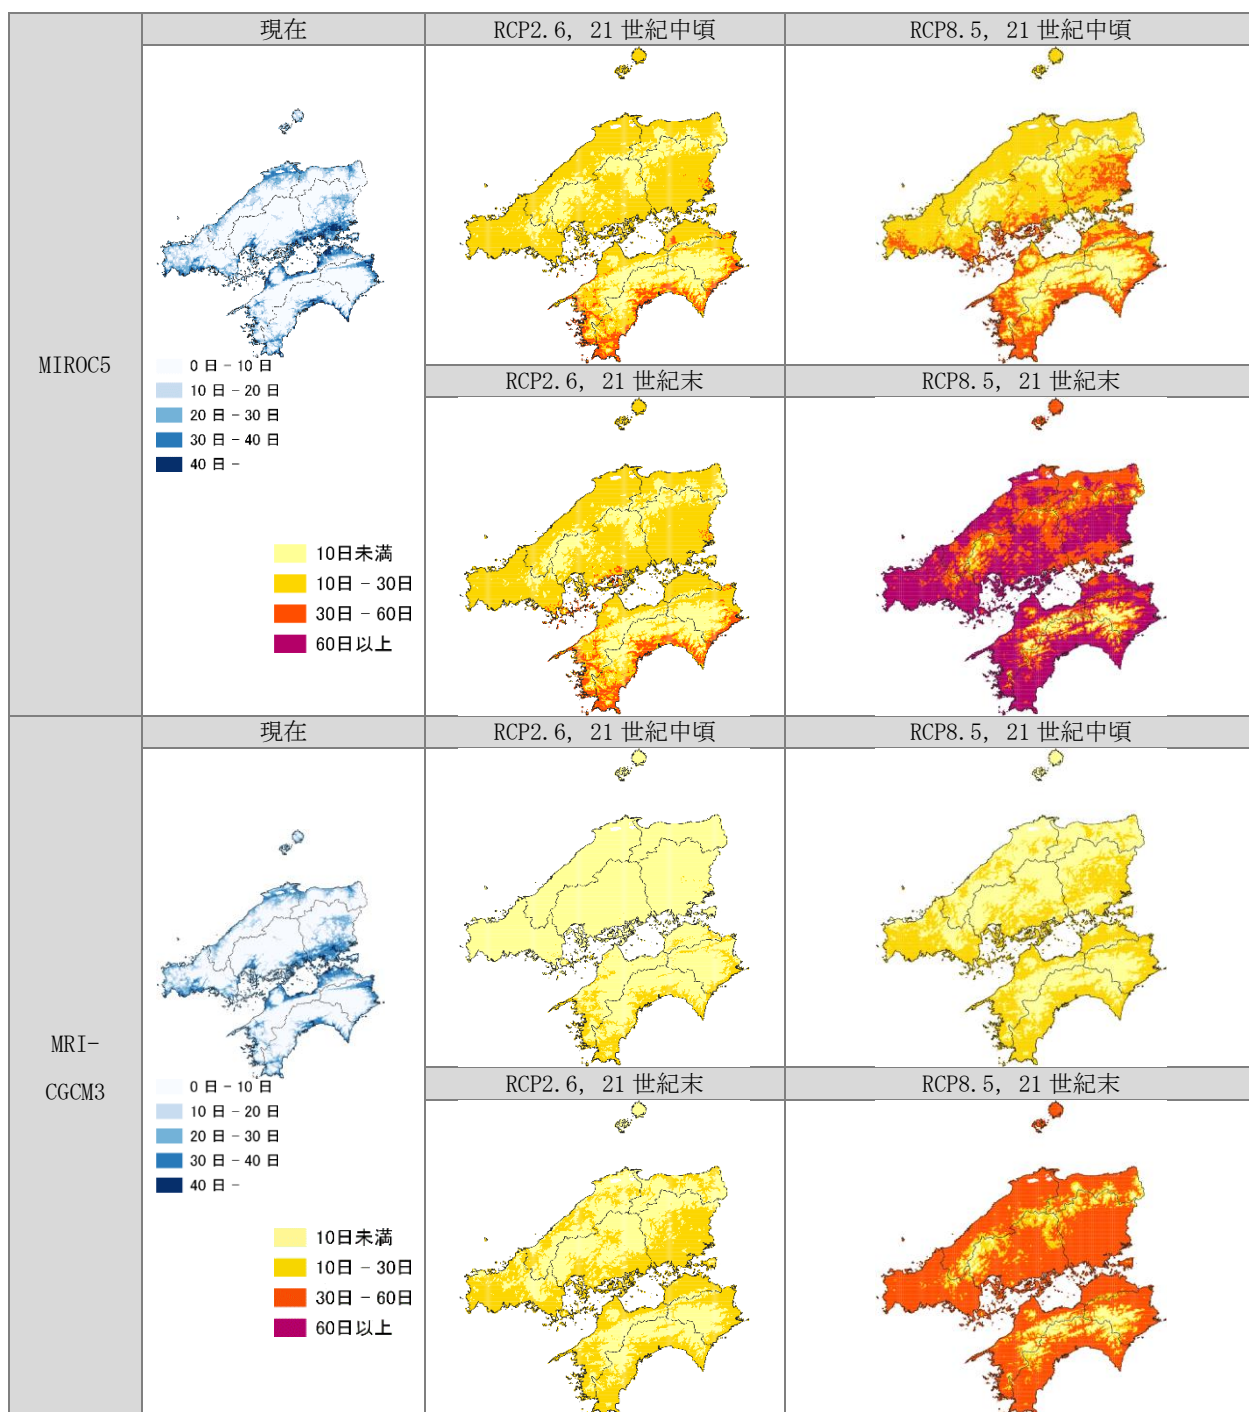 現在
RCP2.6, 21 世紀中頃
RCP8.5, 21 世紀中頃
MIROC5
0 日 - 10 日
10 日 - 20 日
20 日 - 30 日
30 日 - 40 日
40 日 -
10日未満
10日 - 30日
30日 - 60日
60日以上
RCP2.6, 21 世紀末
RCP8.5, 21 世紀末
現在
RCP2.6, 21 世紀中頃
RCP8.5, 21 世紀中頃
MRI-
CGCM3
0 日 - 10 日
10 日 - 20 日
20 日 - 30 日
30 日 - 40 日
40 日 -
10日未満
10日 - 30日
30日 - 60日
60日以上
RCP2.6, 21 世紀末
RCP8.5, 21 世紀末